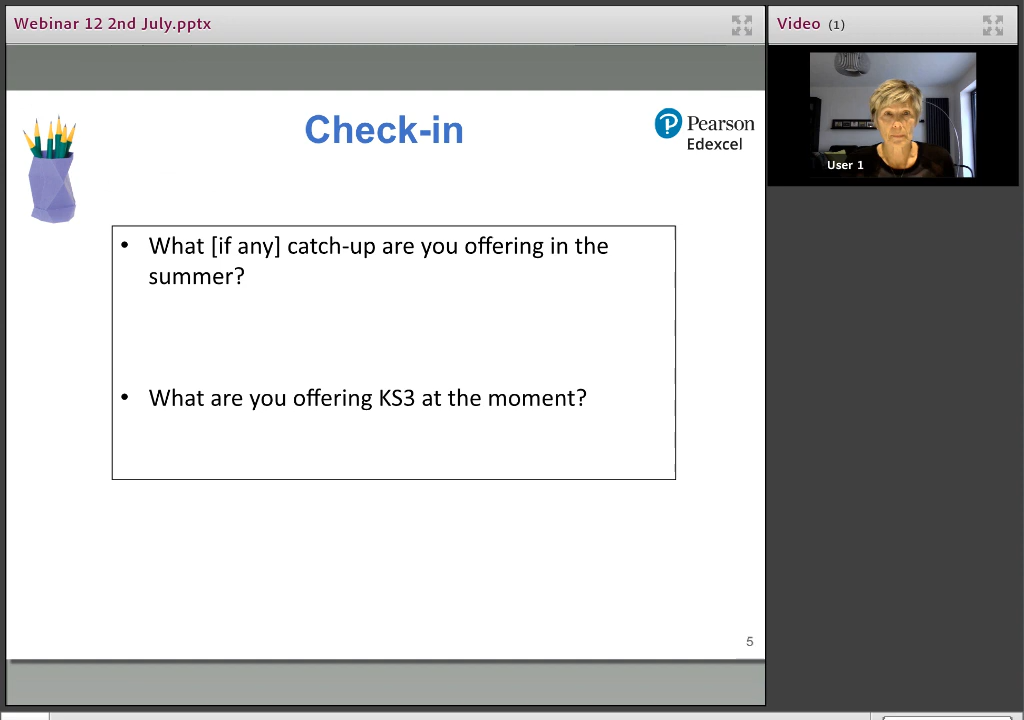 Webinar 12 2nd July.pptx
Video (1)
Check-in
Pearson
Edexcel
User 1
• What [if any] catch-up are you offering in the
summer?
• What are you offering KS3 at the moment?
5